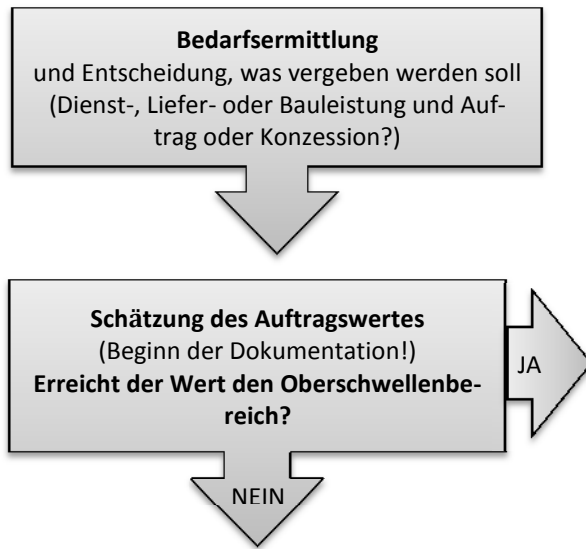 Bedarfsermittlung
und Entscheidung, was vergeben werden soll
(Dienst-, Liefer- oder Bauleistung und Auf-
trag oder Konzession?)
Schätzung des Auftragswertes
(Beginn der Dokumentation!)
Erreicht der Wert den Oberschwellenbe-
reich?
JA
NEIN